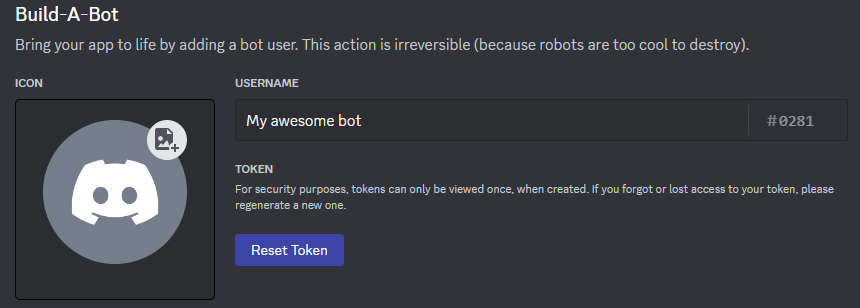 Build-A-Bot
Bring your app to life by adding a bot user. This action is irreversible (because robots are too cool to destroy).
ICON
USERNAME
My awesome bot
#0281
TOKEN
For security purposes, tokens can only be viewed once, when created. If you forgot or lost access to your token, please
regenerate a new one.
Reset Token